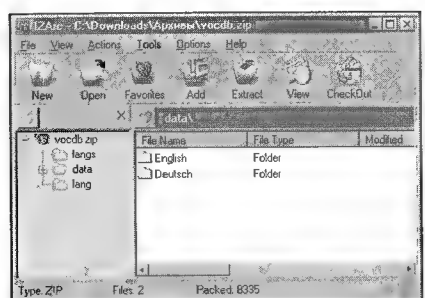 IZArc - C:\Downloads\Архивы\vocdb.zip
File View Actions Tools Options Help
New Open Favorites Add Extract View CheckOut
data\
vocdb.zip
langs
data
lang
File Name File Type Modified
English Folder
Deutsch Folder
Type: ZIP Files: 2 Packed: 8335